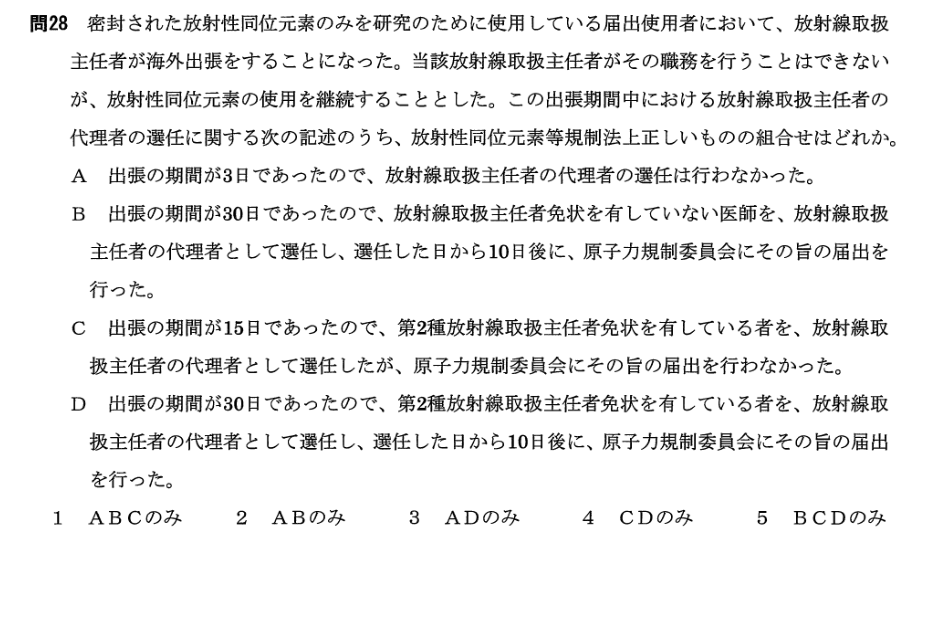 問28 密封された放射性同位元素のみを研究のために使用している届出使用者において、放射線取扱
主任者が海外出張をすることになった。当該放射線取扱主任者がその職務を行うことはできない
が、放射性同位元素の使用を継続することとした。この出張期間中における放射線取扱主任者の
代理者の選任に関する次の記述のうち、放射性同位元素等規制法上正しいものの組合せはどれか。
A 出張の期間が3日であったので、放射線取扱主任者の代理者の選任は行わなかった。
B 出張の期間が30日であったので、放射線取扱主任者免状を有していない医師を、放射線取扱
主任者の代理者として選任し、選任した日から10日後に、原子力規制委員会にその旨の届出を
行った。
C 出張の期間が15日であったので、第2種放射線取扱主任者免状を有している者を、放射線取
扱主任者の代理者として選任したが、原子力規制委員会にその旨の届出を行わなかった。
D 出張の期間が30日であったので、第2種放射線取扱主任者免状を有している者を、放射線取
扱主任者の代理者として選任し、選任した日から10日後に、原子力規制委員会にその旨の届出
を行った。
1 ABCのみ 2 ABのみ 3 ADのみ 4 CDのみ 5 BCDのみ